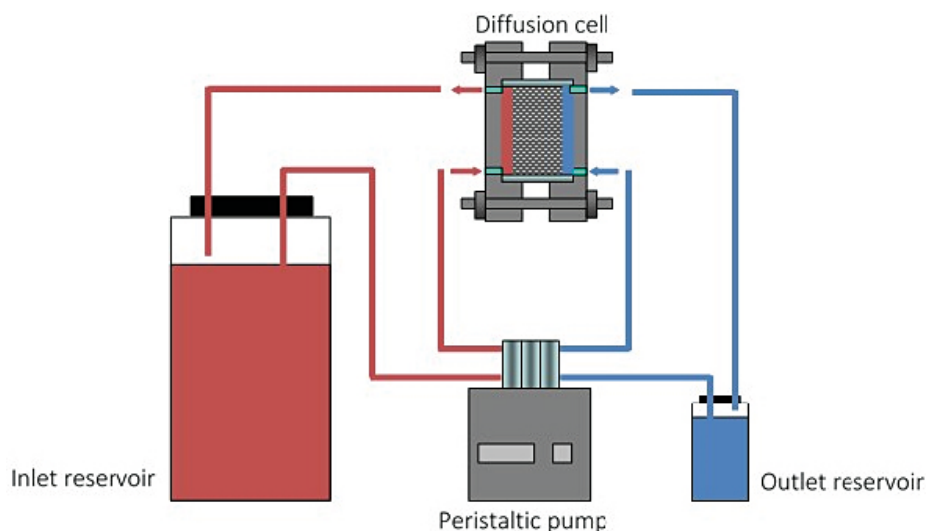 Diffusion cell
Inlet reservoir
Outlet reservoir
Peristaltic pump